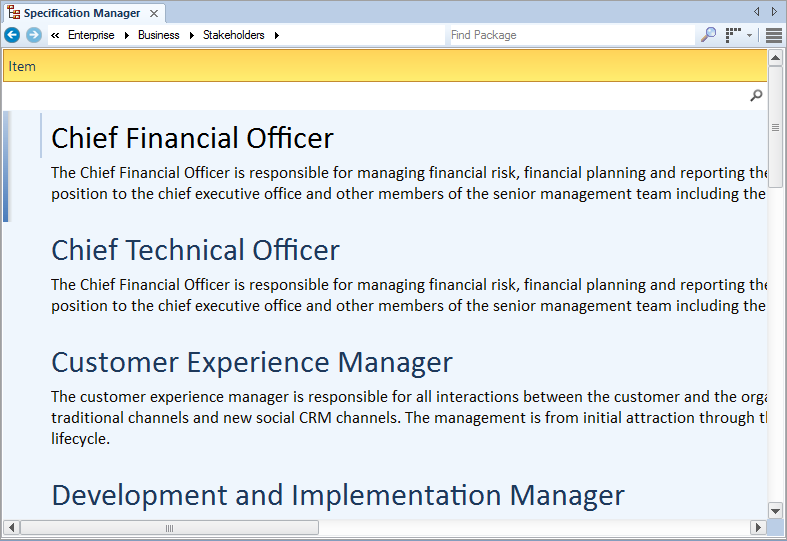 Specification Manager
Enterprise Business Stakeholders Find Package
Item
Chief Financial Officer
The Chief Financial Officer is responsible for managing financial risk, financial planning and reporting the
position to the chief executive office and other members of the senior management team including the
Chief Technical Officer
The Chief Financial Officer is responsible for managing financial risk, financial planning and reporting the
position to the chief executive office and other members of the senior management team including the
Customer Experience Manager
The customer experience manager is responsible for all interactions between the customer and the orga
traditional channels and new social CRM channels. The management is from initial attraction through th
lifecycle.
Development and Implementation Manager